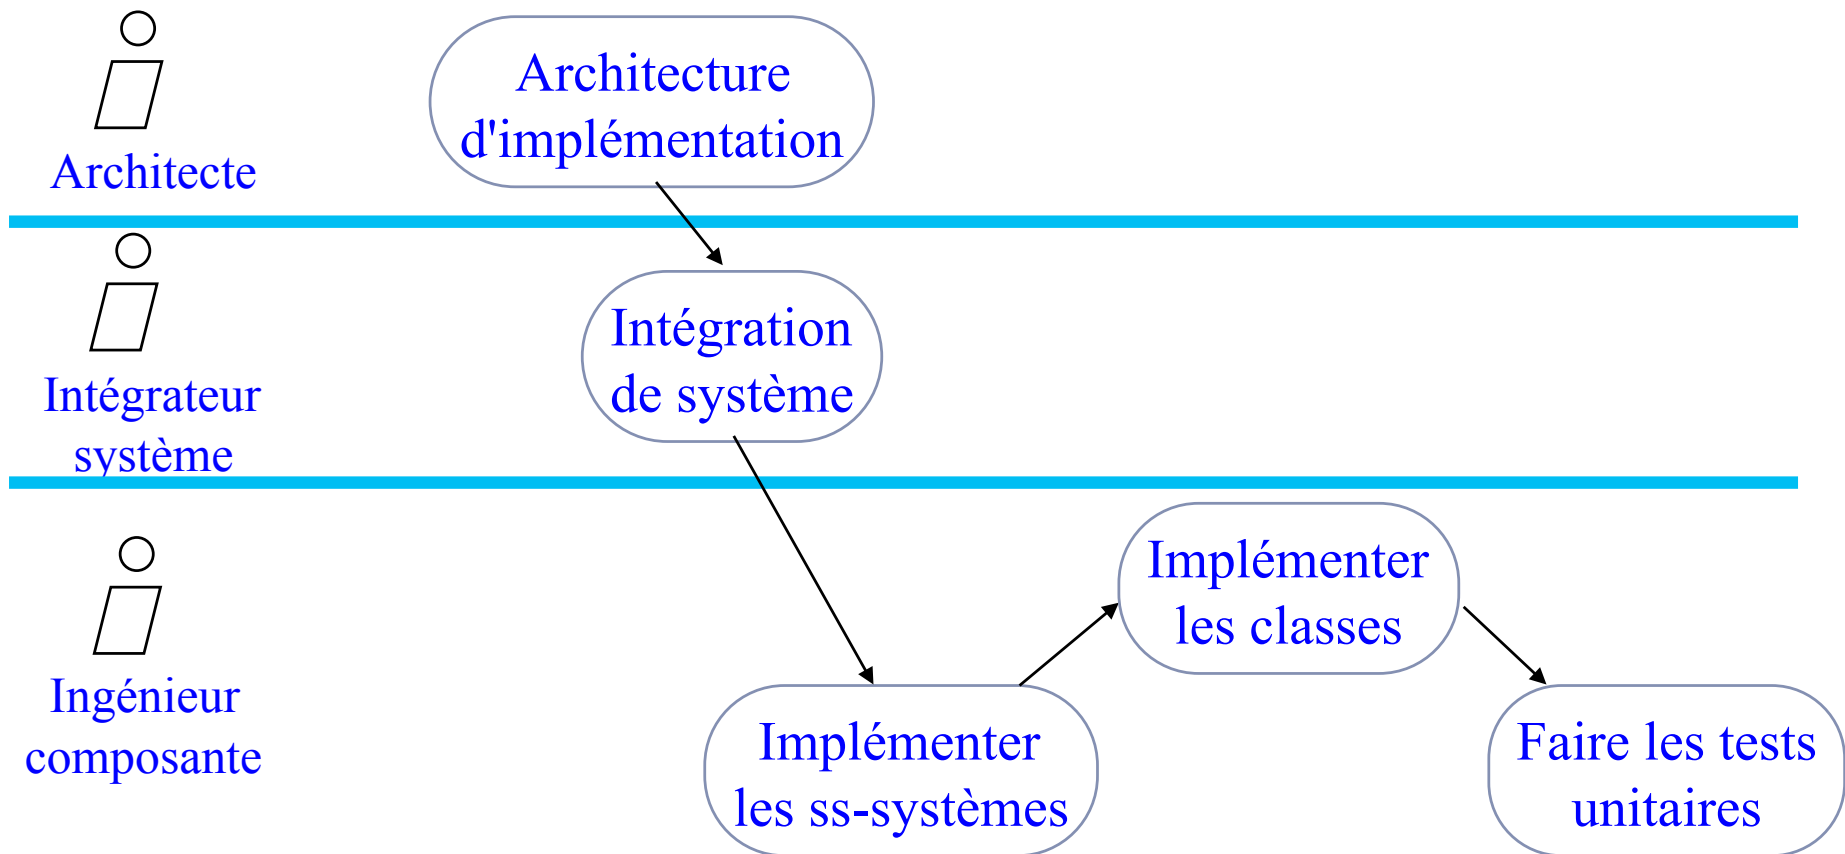 Architecte
Architecture
d'implémentation
Intégrateur
système
Intégration
de système
Ingénieur
composante
Implémenter
les ss-systèmes
Implémenter
les classes
Faire les tests
unitaires